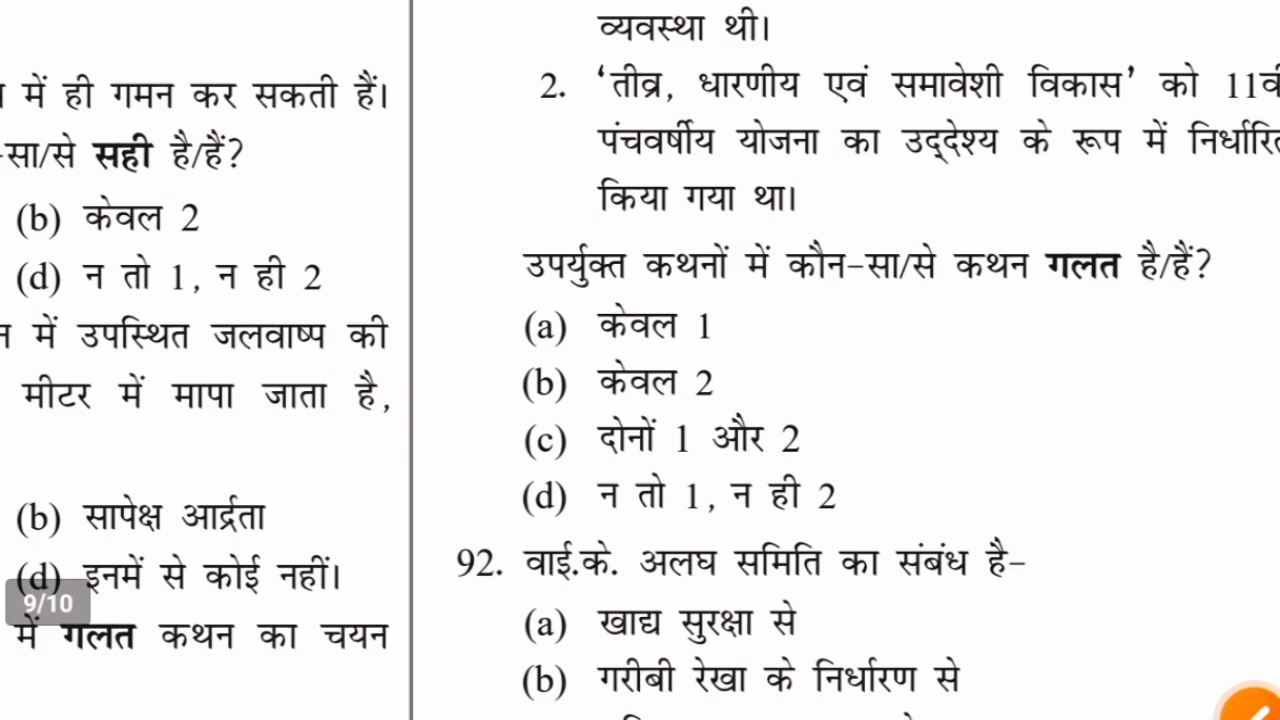 में ही गमन कर सकती हैं।
-सा/से सही है/हैं?
(b) केवल 2
(d) न तो 1, न ही 2
में उपस्थित जलवाष्प की
मीटर में मापा जाता है,
(b) सापेक्ष आर्द्रता
(d) इनमें से कोई नहीं।
9/10
में गलत कथन का चयन
व्यवस्था थी।
2. ‘तीव्र, धारणीय एवं समावेशी विकास’ को 11वीं
पंचवर्षीय योजना का उद्देश्य के रूप में निर्धारित
किया गया था।
उपर्युक्त कथनों में कौन-सा/से कथन गलत है/हैं?
(a) केवल 1
(b) केवल 2
(c) दोनों 1 और 2
(d) न तो 1, न ही 2
92. वाई.के. अलघ समिति का संबंध है-
(a) खाद्य सुरक्षा से
(b) गरीबी रेखा के निर्धारण से